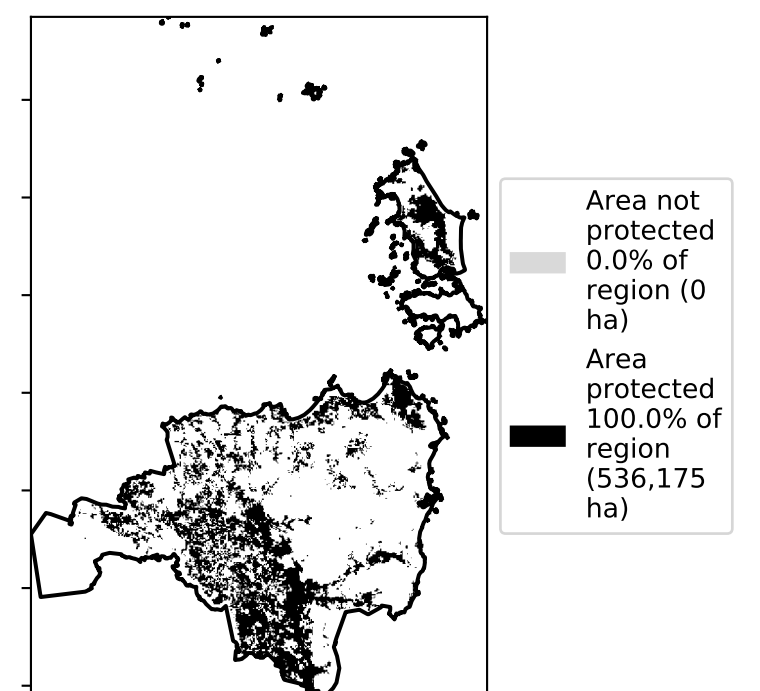 Area not
protected
0.0% of
region (0
ha)
Area
protected
100.0% of
region
(536,175
ha)